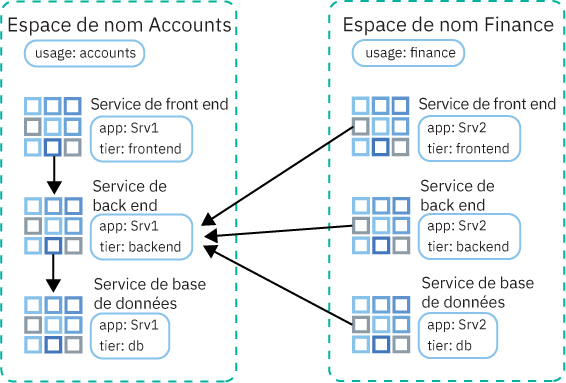 Espace de nom Accounts
usage: accounts
Service de front end
app: Srv1
tier: frontend
Service de
back end
app: Srv1
tier: backend
Service de base
de données
app: Srv1
tier: db
Espace de nom Finance
usage: finance
Service de front end
app: Srv2
tier: frontend
Service de
back end
app: Srv2
tier: backend
Service de base
de données
app: Srv2
tier: db